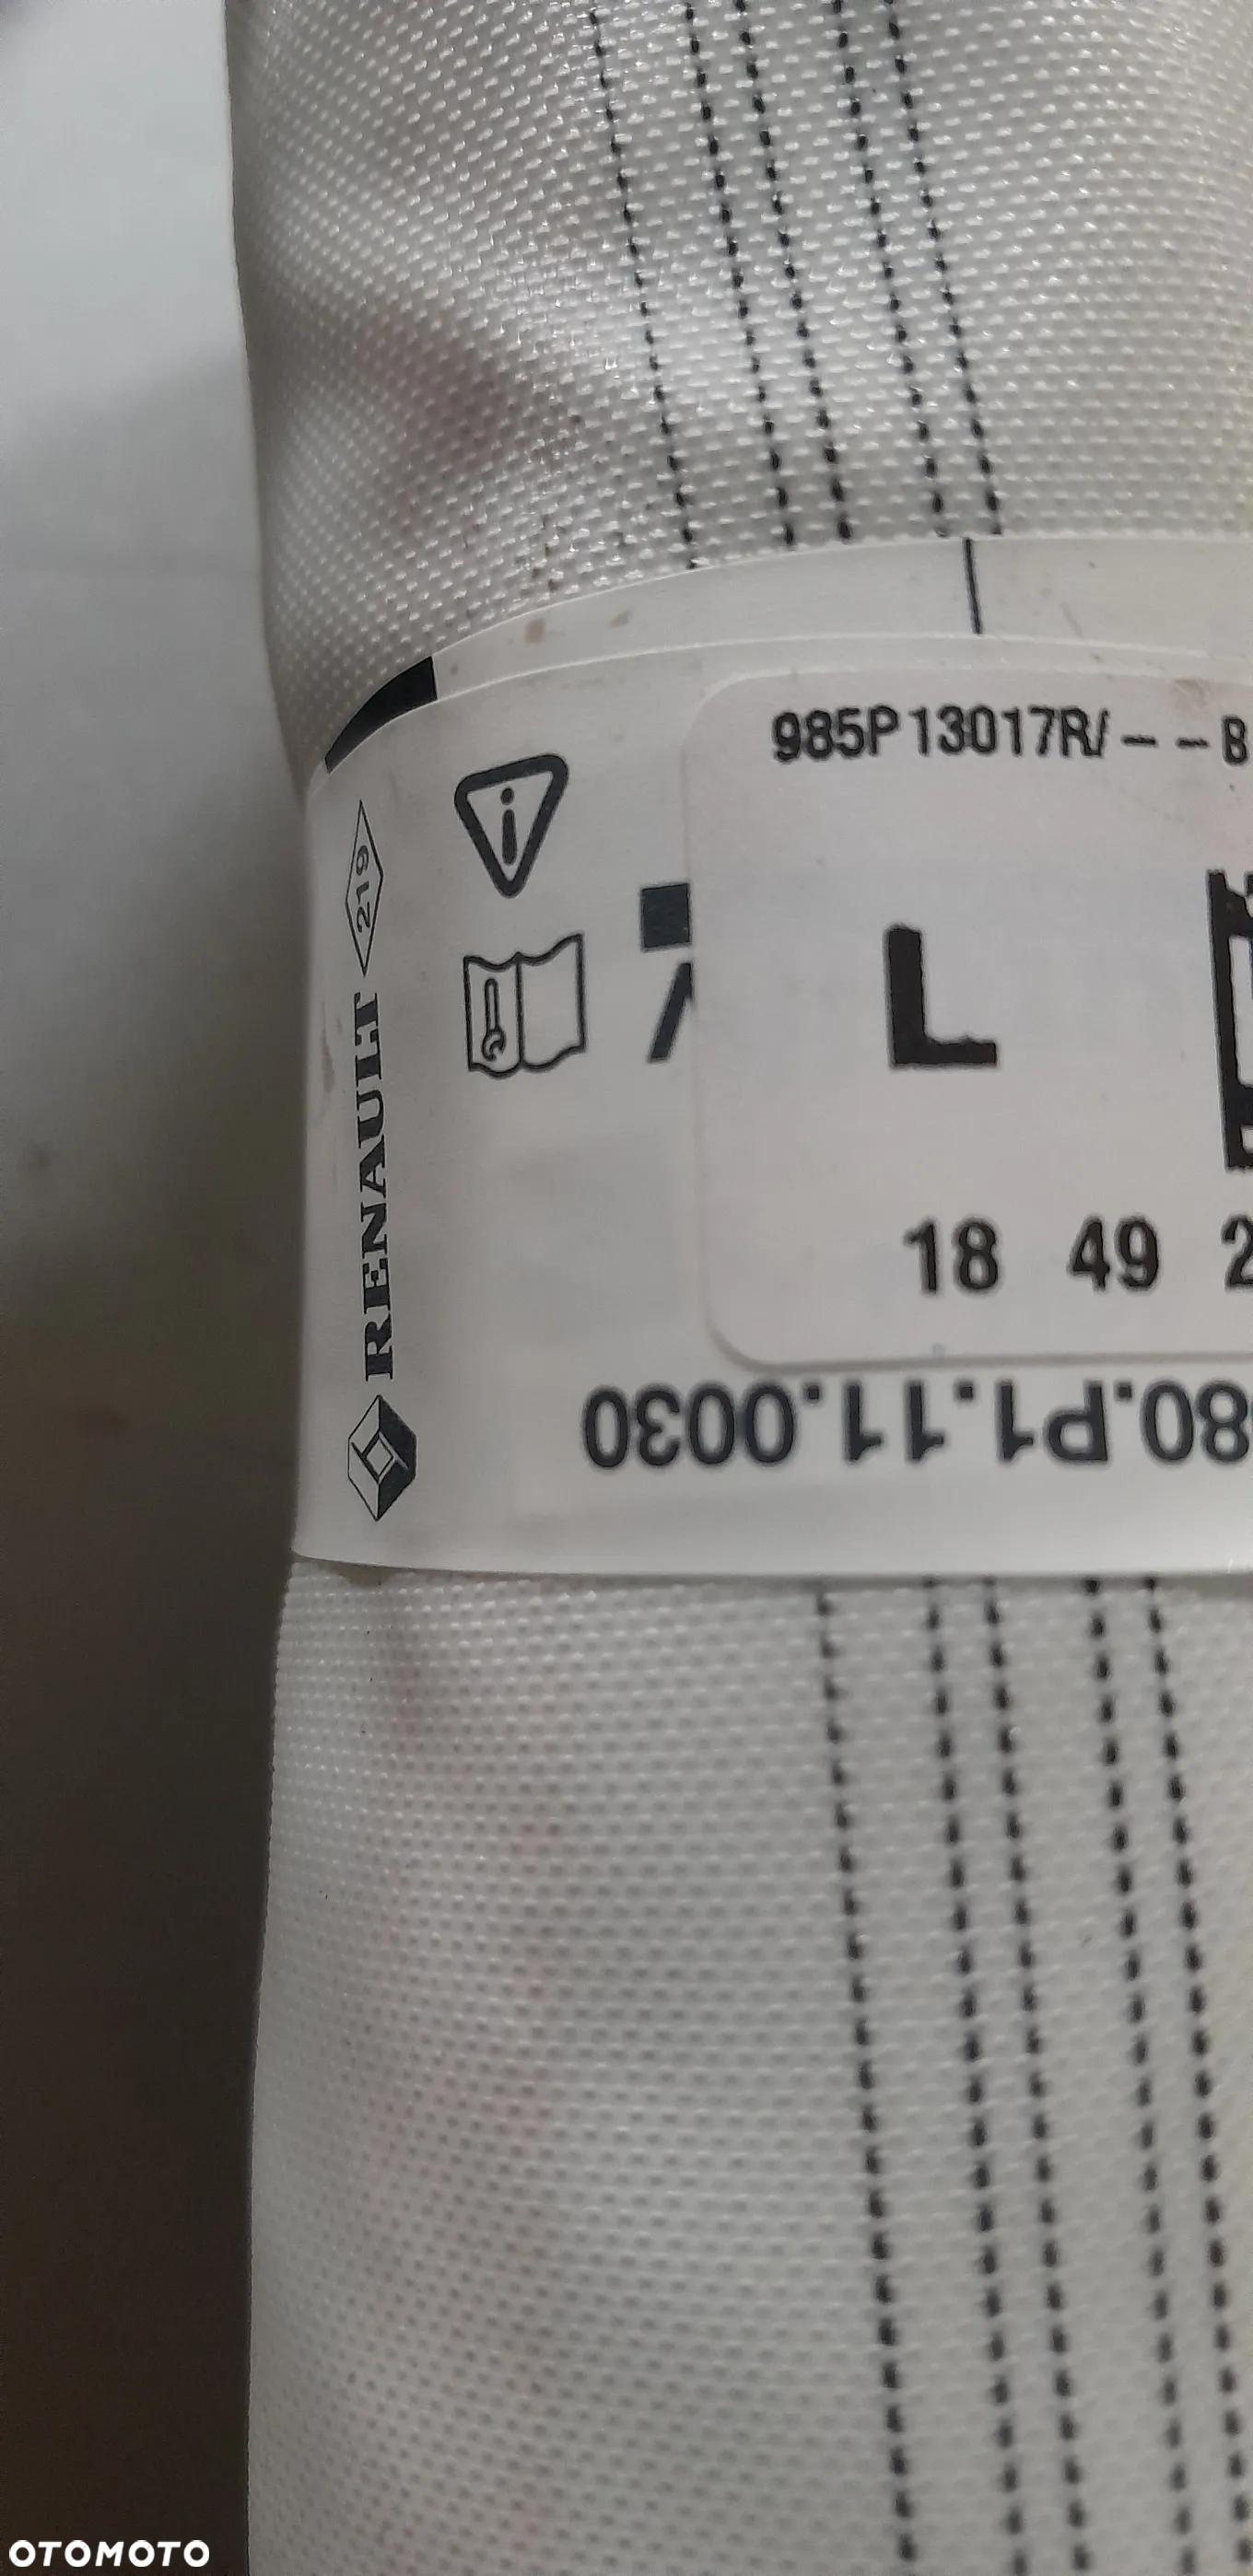 985P13017R/--B
219
RENAULT
L
18 49 2
80.P1.11.0030
OTOMOTO